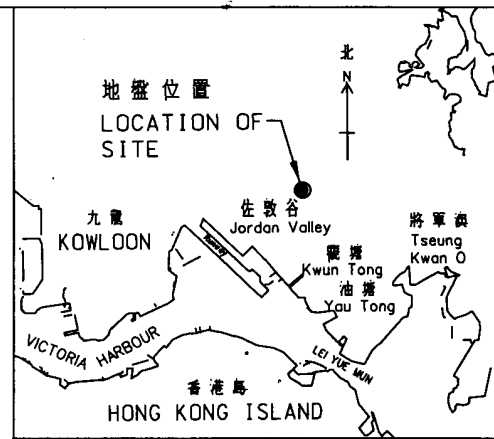 北
N
地盤位置
LOCATION OF
SITE
佐敦谷
Jordan Valley
九龍
KOWLOON
Runway
將軍澳
Tseung
Kwan O
觀塘
Kwun Tong
油塘
Yau Tong
VICTORIA HARBOUR
LEI YUE MUN
香港島
HONG KONG ISLAND